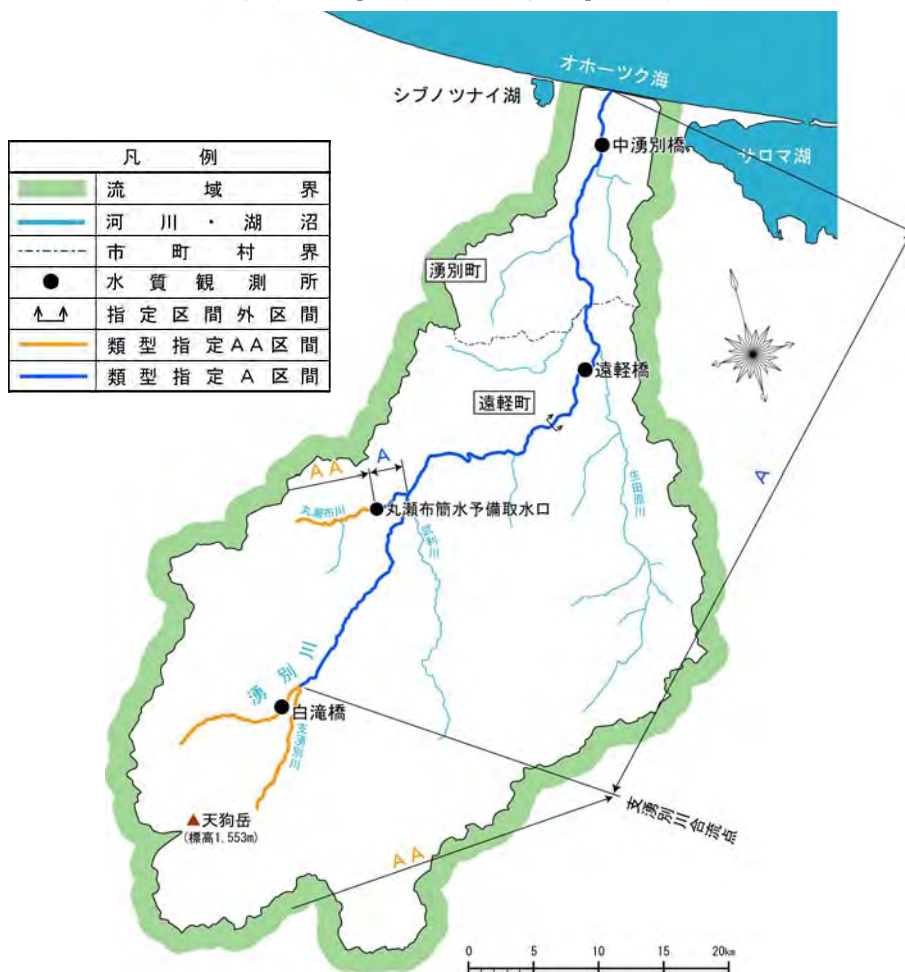 オホーツク海
シブノツナイ湖
中湧別橋
サロマ湖
凡例
流域界
河川・湖沼
市町村界
水質観測所
指定区間外区間
類型指定AA区間
類型指定A区間
湧別町
遠軽橋
遠軽町
A
AA
A
丸瀬布川
丸瀬布簡水予備取水口
武利川
生田原川
湧別川
白滝橋
支湧別川
天狗岳
(標高1.553m)
支湧別川合流点
AA
0 5 10 15 20km